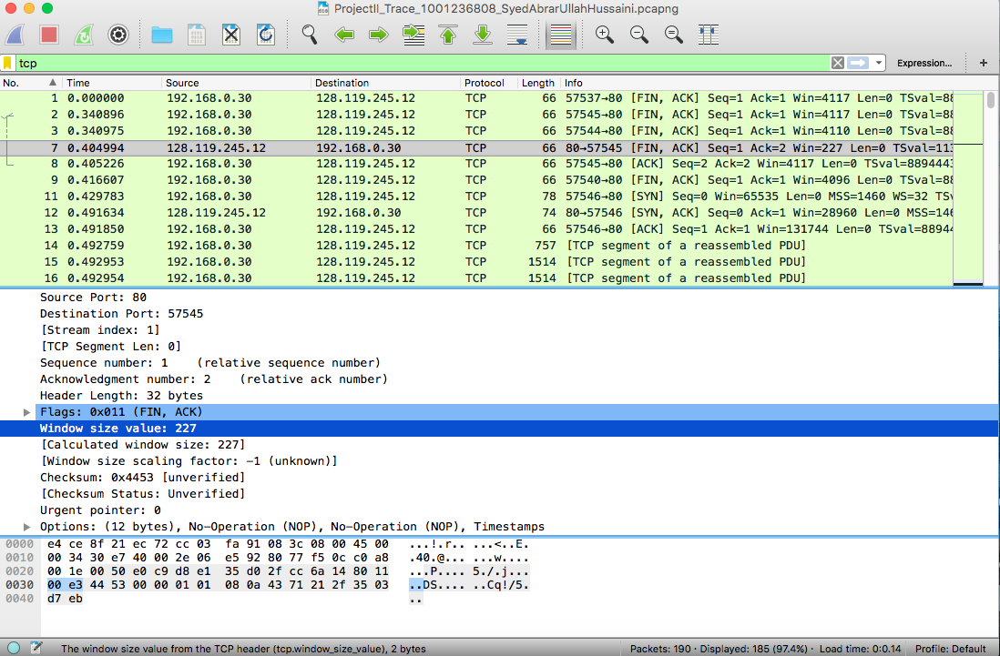 ProjectII_Trace_1001236808_SyedAbrarUllahHussaini.pcapng
tcp Expression... +
No. Time Source Destination Protocol Length Info
1 0.000000 192.168.0.30 128.119.245.12 TCP 66 57537→80 [FIN, ACK] Seq=1 Ack=1 Win=4117 Len=0 TSval=88
2 0.340896 192.168.0.30 128.119.245.12 TCP 66 57545→80 [FIN, ACK] Seq=1 Ack=1 Win=4117 Len=0 TSval=88
3 0.340975 192.168.0.30 128.119.245.12 TCP 66 57544→80 [FIN, ACK] Seq=1 Ack=1 Win=4110 Len=0 TSval=88
7 0.404994 128.119.245.12 192.168.0.30 TCP 66 80→57545 [FIN, ACK] Seq=1 Ack=2 Win=227 Len=0 TSval=113
8 0.405226 192.168.0.30 128.119.245.12 TCP 66 57545→80 [ACK] Seq=2 Ack=2 Win=4117 Len=0 TSval=8894443
9 0.416607 192.168.0.30 128.119.245.12 TCP 66 57540→80 [FIN, ACK] Seq=1 Ack=1 Win=4096 Len=0 TSval=88
11 0.429783 192.168.0.30 128.119.245.12 TCP 78 57546→80 [SYN] Seq=0 Win=65535 Len=0 MSS=1460 WS=32 TSv
12 0.491634 128.119.245.12 192.168.0.30 TCP 74 80→57546 [SYN, ACK] Seq=0 Ack=1 Win=28960 Len=0 MSS=146
13 0.491850 192.168.0.30 128.119.245.12 TCP 66 57546→80 [ACK] Seq=1 Ack=1 Win=131744 Len=0 TSval=88944
14 0.492759 192.168.0.30 128.119.245.12 TCP 757 [TCP segment of a reassembled PDU]
15 0.492953 192.168.0.30 128.119.245.12 TCP 1514 [TCP segment of a reassembled PDU]
16 0.492954 192.168.0.30 128.119.245.12 TCP 1514 [TCP segment of a reassembled PDU]
Source Port: 80
Destination Port: 57545
[Stream index: 1]
[TCP Segment Len: 0]
Sequence number: 1 (relative sequence number)
Acknowledgment number: 2 (relative ack number)
Header Length: 32 bytes
Flags: 0x011 (FIN, ACK)
Window size value: 227
[Calculated window size: 227]
[Window size scaling factor: -1 (unknown)]
Checksum: 0x4453 [unverified]
[Checksum Status: Unverified]
Urgent pointer: 0
Options: (12 bytes), No-Operation (NOP), No-Operation (NOP), Timestamps
0000 e4 ce 8f 21 ec 72 cc 03 fa 91 08 3c 08 00 45 00 ...!.r.. ...<..E.
0010 00 34 30 e7 40 00 2e 06 e5 92 80 77 f5 0c c0 a8 .40.@... ...w....
0020 00 1e 00 50 e0 c9 d8 e1 35 d0 2f cc 6a 14 80 11 ...P.... 5./.j...
0030 00 e3 44 53 00 00 01 01 08 0a 43 71 21 2f 35 03 ..DS.... ..Cq!/5.
0040 d7 eb ..
The window size value from the TCP header (tcp.window_size_value), 2 bytes Packets: 190 · Displayed: 185 (97.4%) · Load time: 0:0.14 Profile: Default